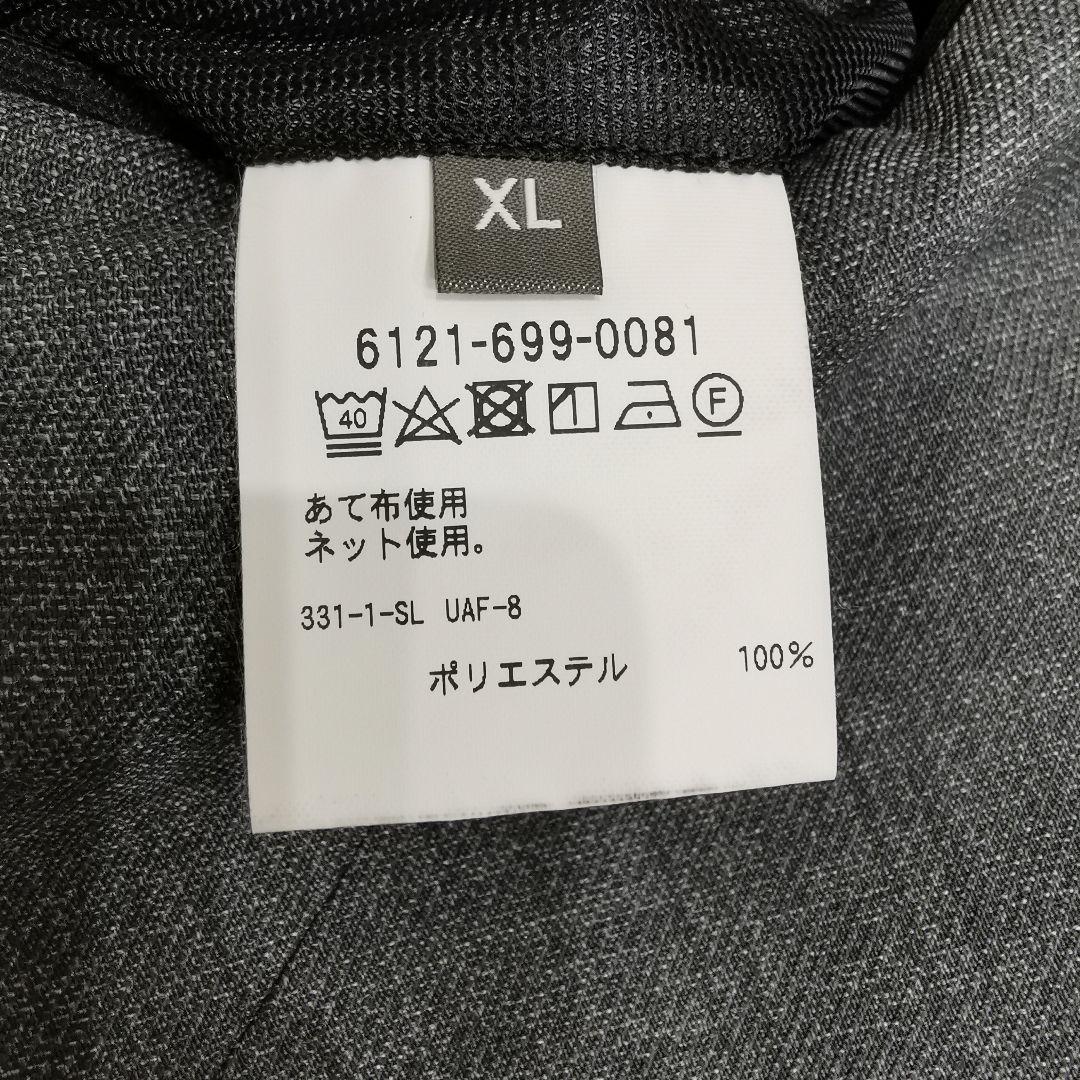 XL
6121-699-0081
40 F
あて布使用
ネット使用。
331-1-SL UAF-8
ポリエステル 100%